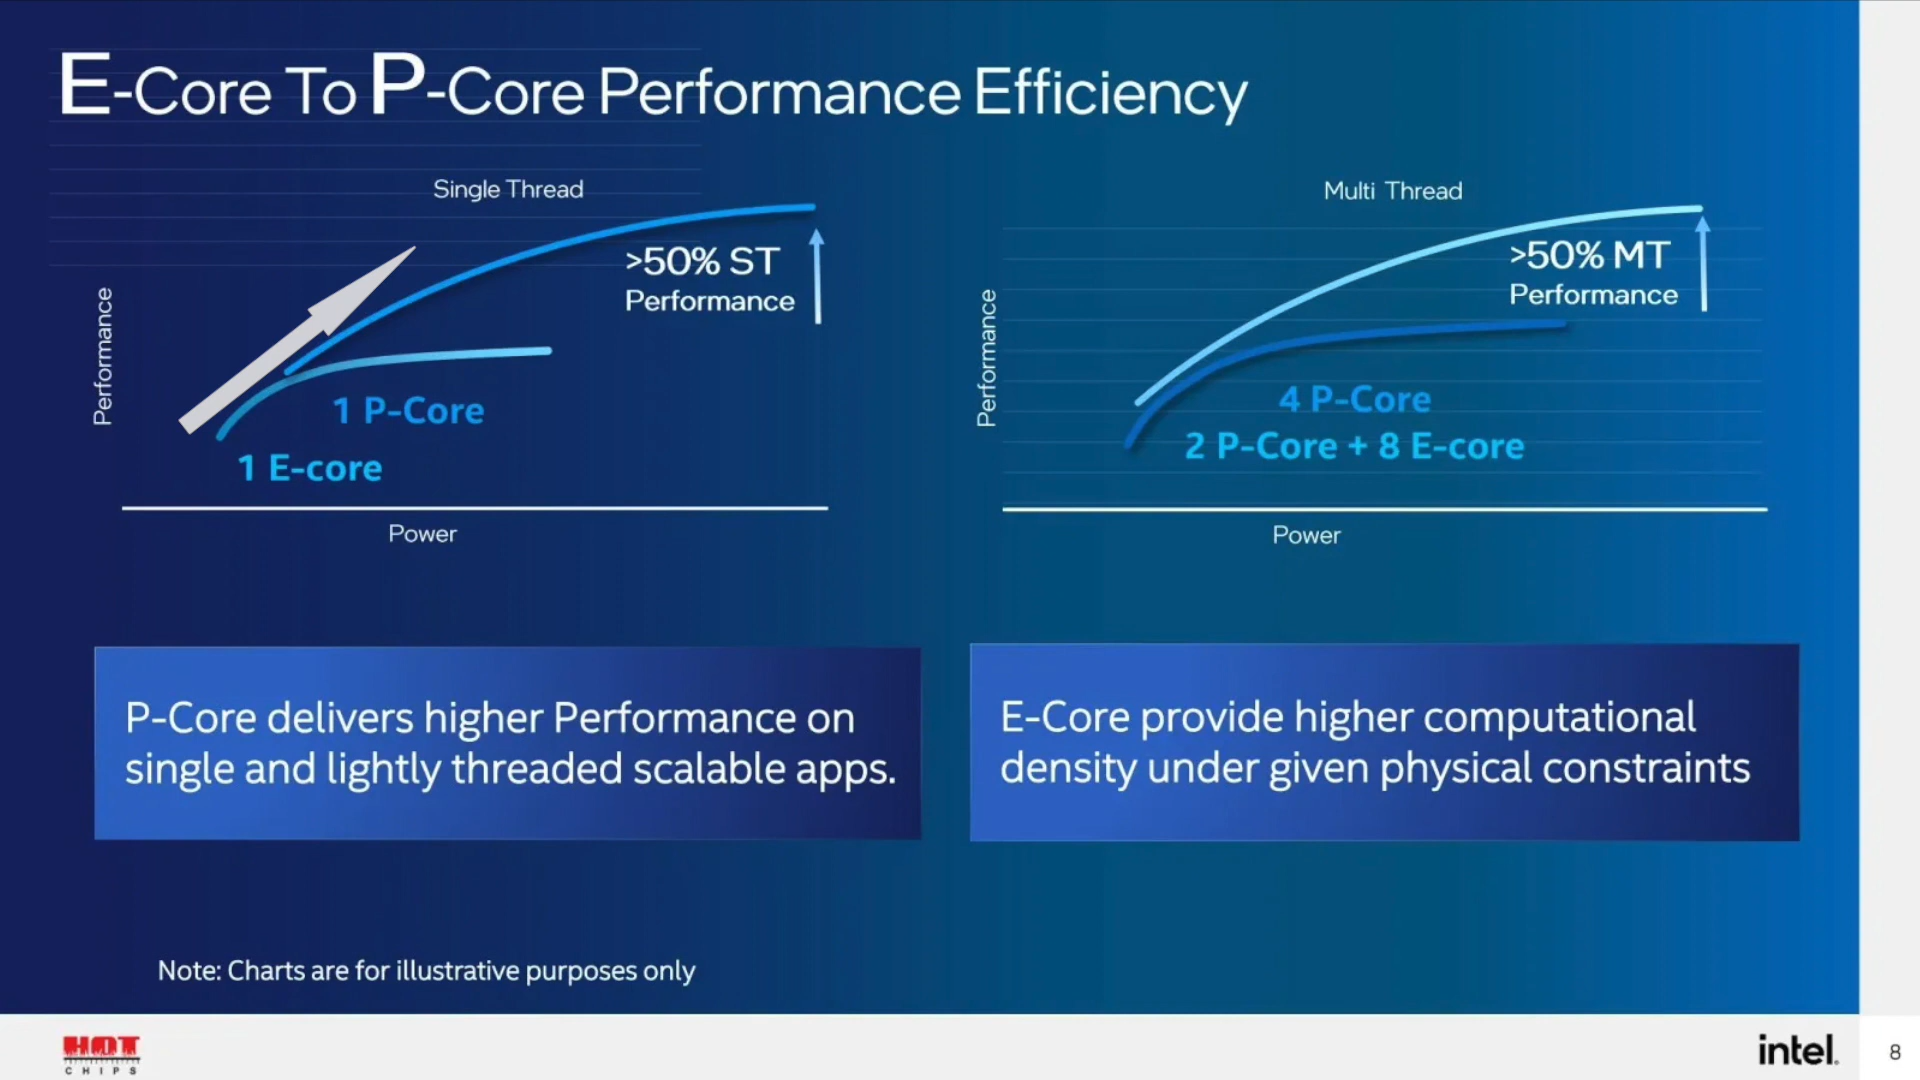 E-Core To P-Core Performance Efficiency
Single Thread
>50% ST
Performance
Performance
1 P-Core
1 E-core
Power
Multi Thread
>50% MT
Performance
Performance
4 P-Core
2 P-Core + 8 E-core
Power
P-Core delivers higher Performance on
single and lightly threaded scalable apps.
E-Core provide higher computational
density under given physical constraints
Note: Charts are for illustrative purposes only
HOT
CHIPS
intel.
8